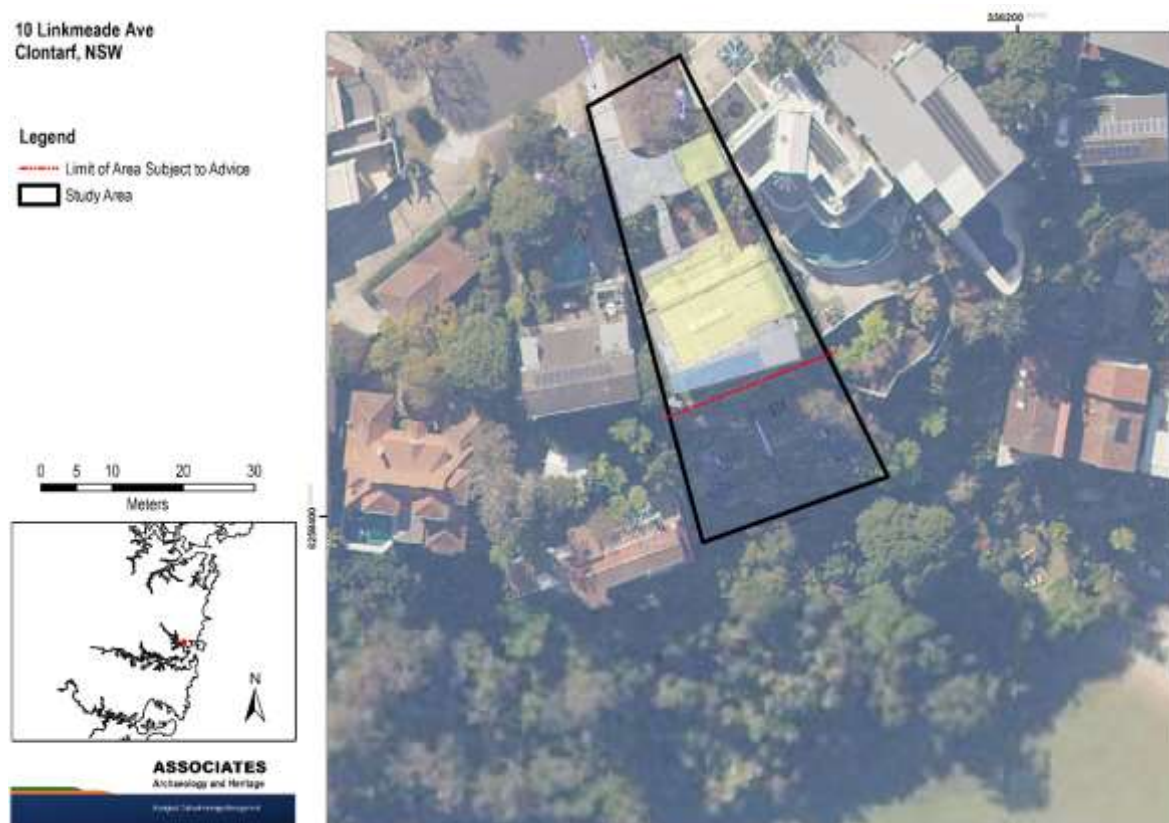 10 Linkmeade Ave
Clontarf, NSW
Legend
Limit of Area Subject to Advice
Study Area
0 5 10 20 30
Meters
N
ASSOCIATES
Archaeology and Heritage